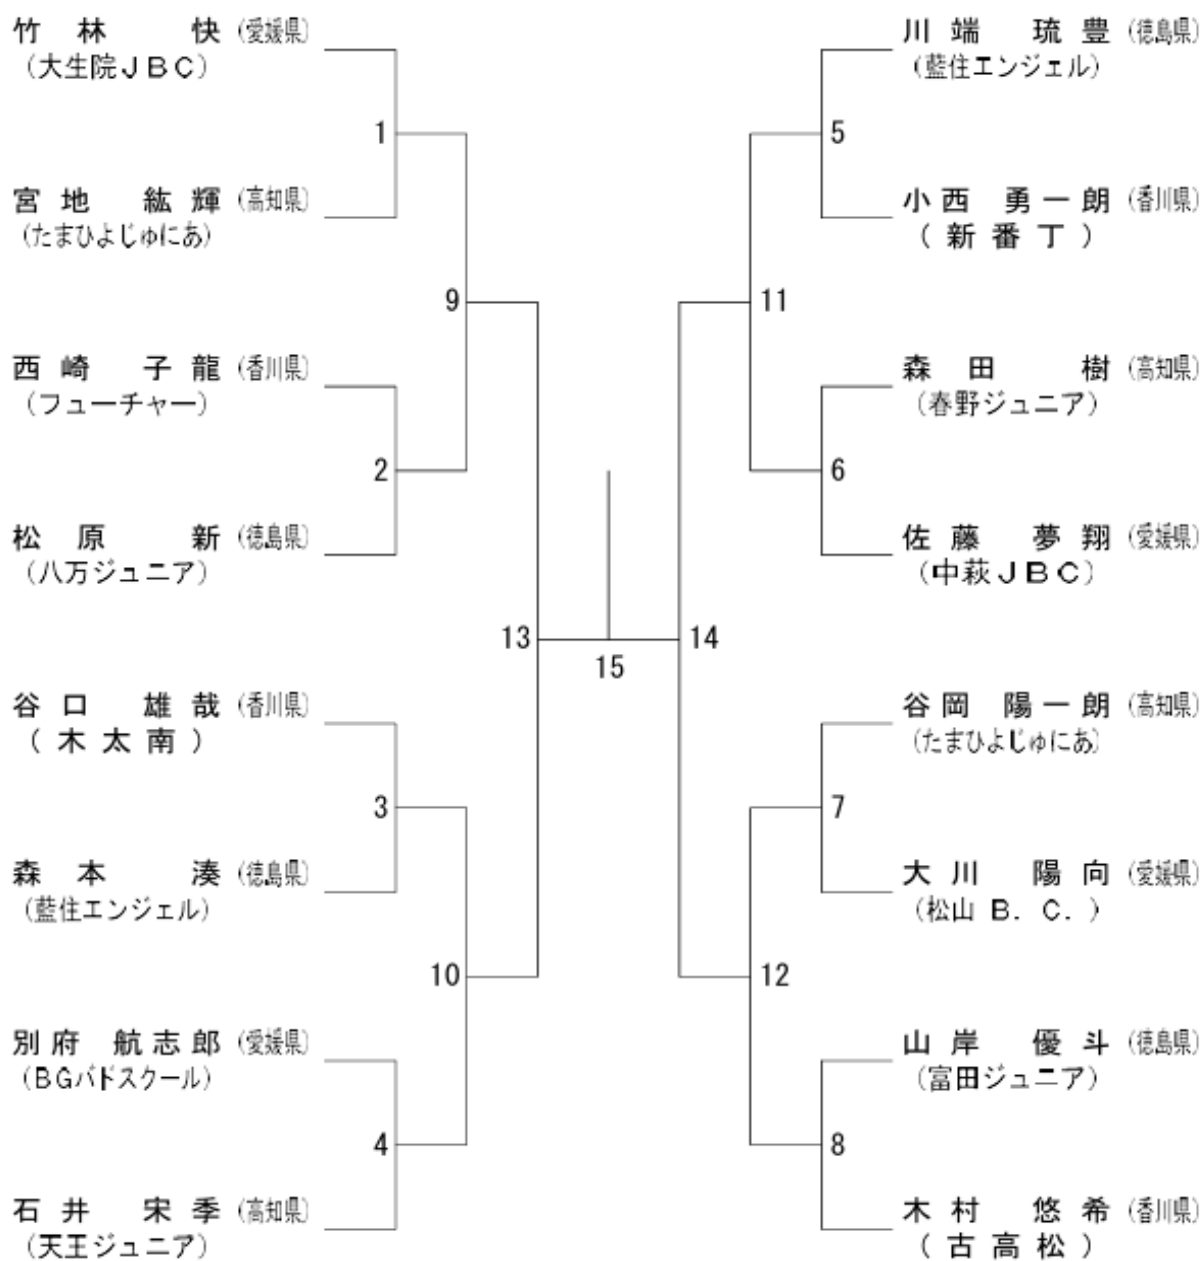 竹林 快 (愛媛県)
(大生院JBC)
1
宮地 紘輝 (高知県)
(たまひよじゅにあ)
9
西崎 子龍 (香川県)
(フューチャー)
2
松原 新 (徳島県)
(八万ジュニア)
13
谷口 雄哉 (香川県)
(木太南)
3
森本 湊 (徳島県)
(藍住エンジェル)
10
別府 航志郎 (愛媛県)
(BGバドスクール)
4
石井 宋季 (高知県)
(天王ジュニア)
15
川端 琉豊 (徳島県)
(藍住エンジェル)
5
小西 勇一朗 (香川県)
(新番丁)
11
森田 樹 (高知県)
(春野ジュニア)
6
佐藤 夢翔 (愛媛県)
(中萩JBC)
14
谷岡 陽一朗 (高知県)
(たまひよじゅにあ)
7
大川 陽向 (愛媛県)
(松山 B. C. )
12
山岸 優斗 (徳島県)
(富田ジュニア)
8
木村 悠希 (香川県)
(古高松)